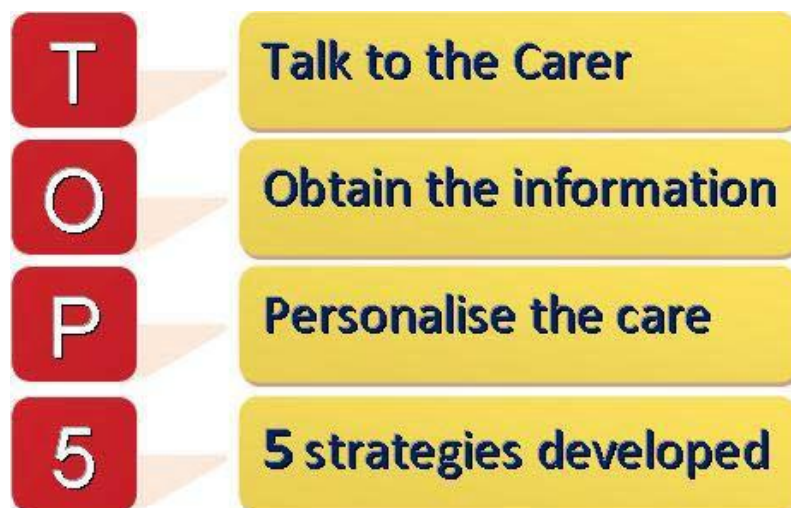 T Talk to the Carer
O Obtain the information
P Personalise the care
5 5 strategies developed